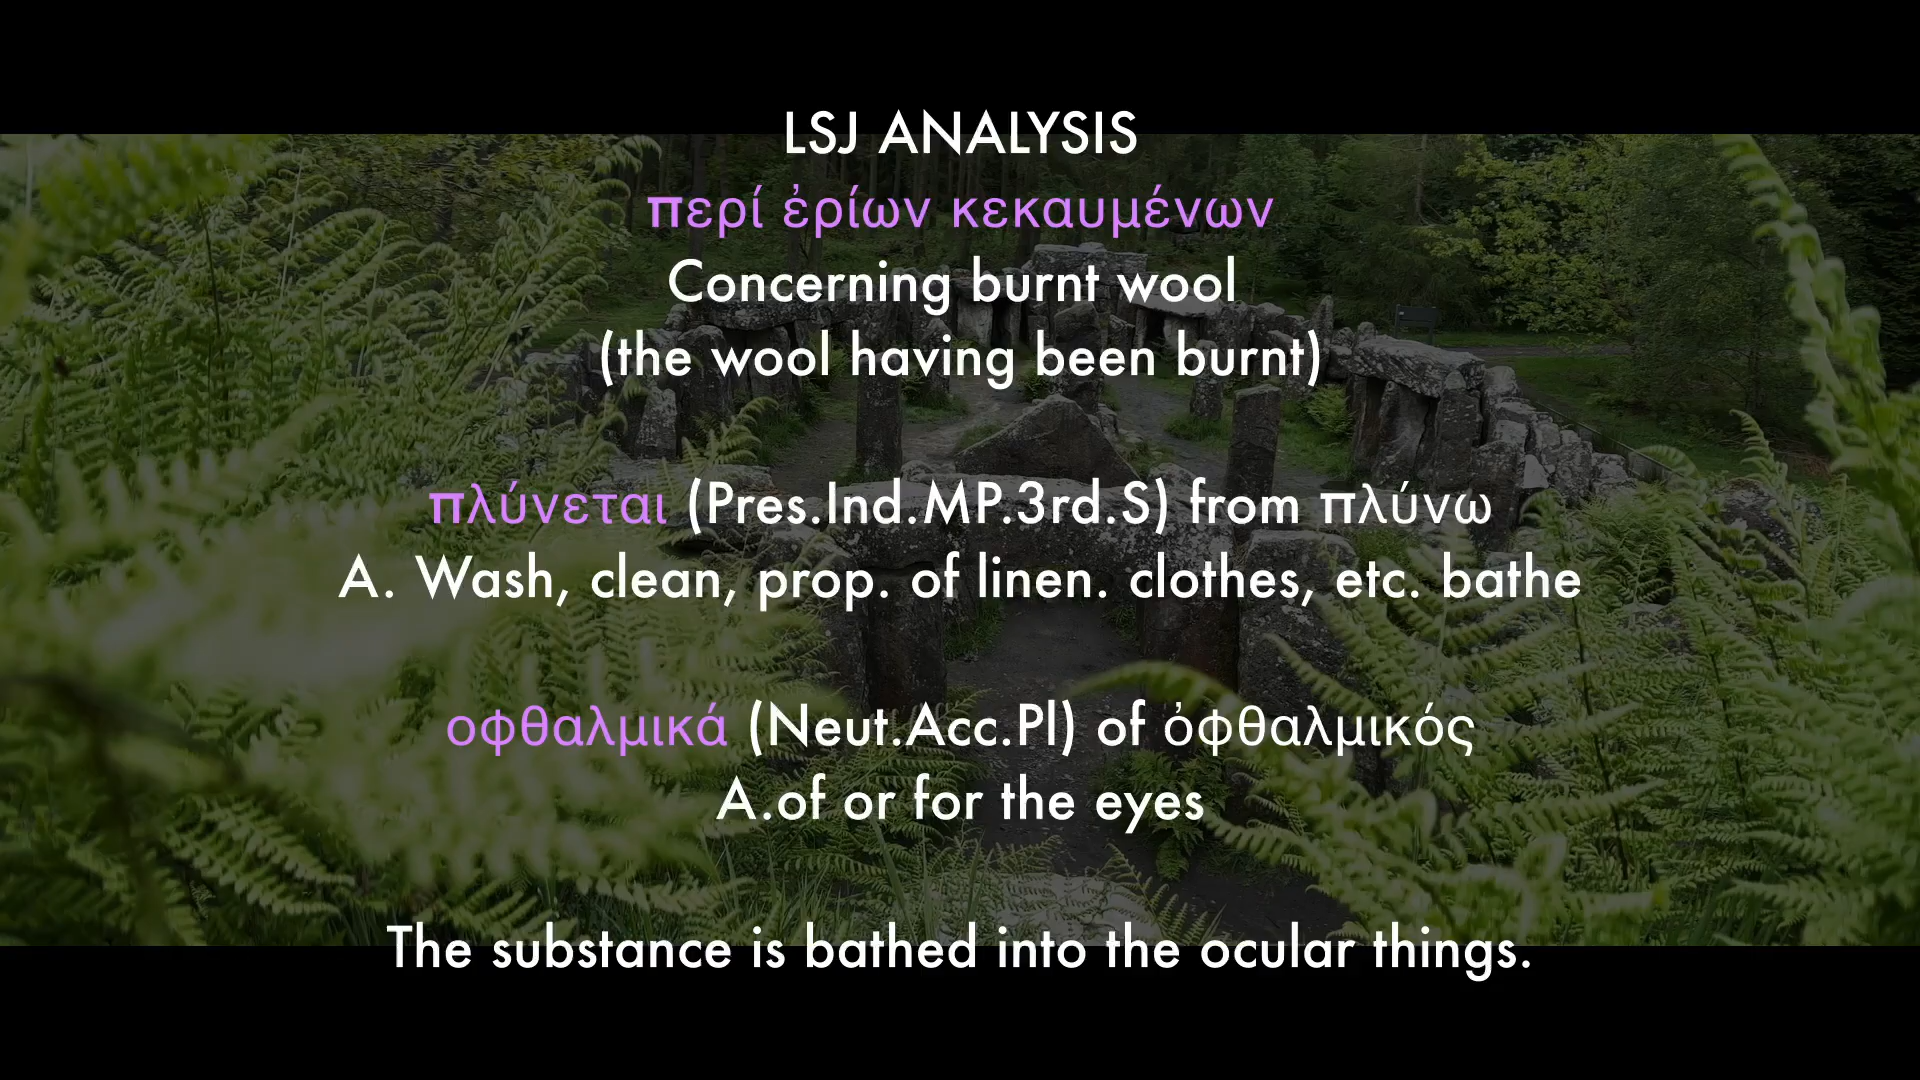 LSJ ANALYSIS
περί ἐρίων κεκαυμένων
Concerning burnt wool
(the wool having been burnt)
πλύνεται (Pres.Ind.MP.3rd.S) from πλύνω
A. Wash, clean, prop. of linen. clothes, etc. bathe
οφθαλμικά (Neut.Acc.Pl) of ὀφθαλμικός
A.of or for the eyes
The substance is bathed into the ocular things.